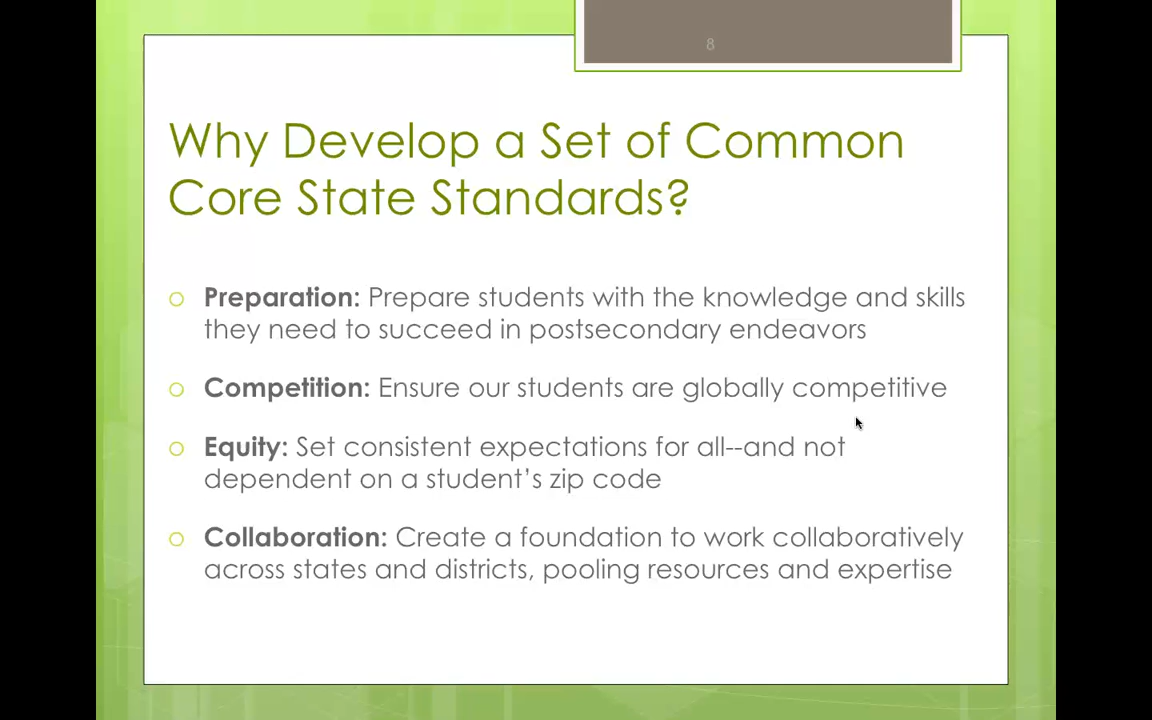 8
Why Develop a Set of Common
Core State Standards?
Preparation: Prepare students with the knowledge and skills
they need to succeed in postsecondary endeavors
Competition: Ensure our students are globally competitive
Equity: Set consistent expectations for all--and not
dependent on a student’s zip code
Collaboration: Create a foundation to work collaboratively
across states and districts, pooling resources and expertise